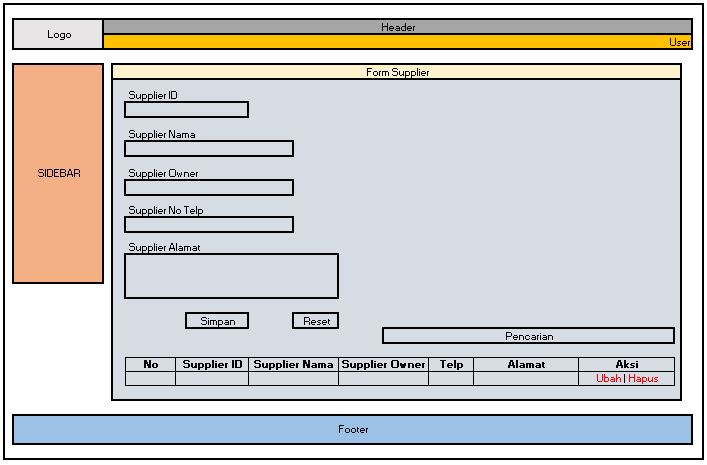 Logo
Header
User
SIDEBAR
Form Supplier
Supplier ID
Supplier Nama
Supplier Owner
Supplier No Telp
Supplier Alamat
Simpan Reset
Pencarian
No Supplier ID Supplier Nama Supplier Owner Telp Alamat Aksi
Ubah | Hapus
Footer